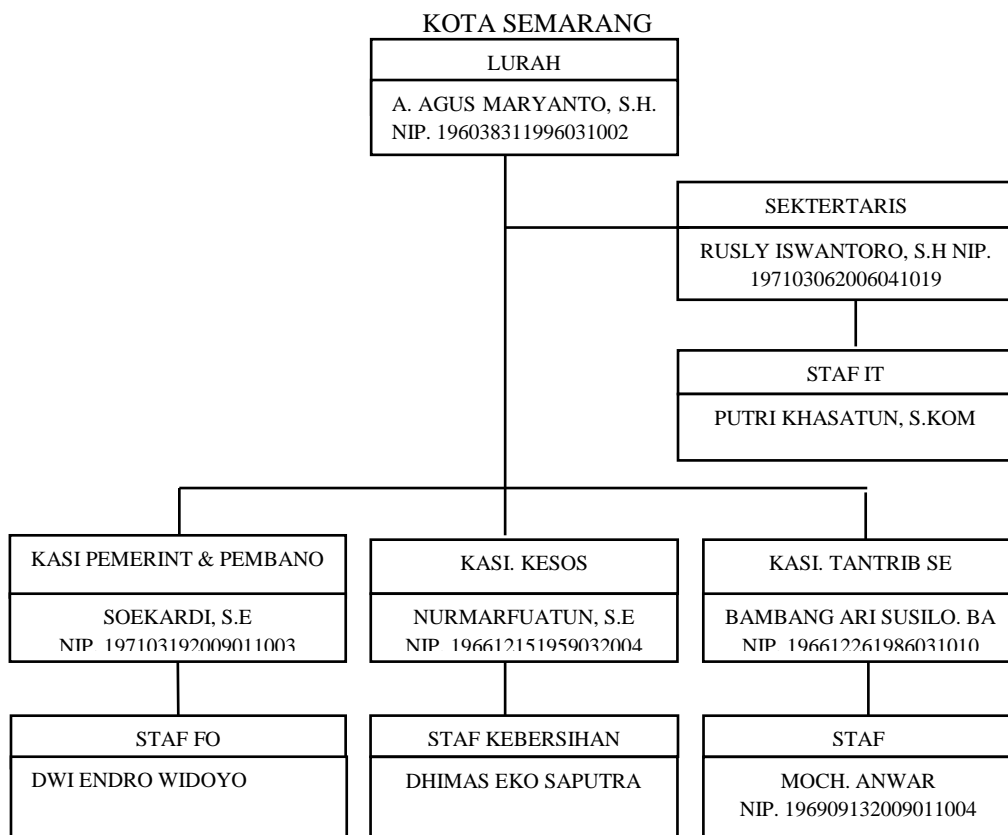 KOTA SEMARANG
LURAH
A. AGUS MARYANTO, S.H.
NIP. 196038311996031002
SEKTERTARIS
RUSLY ISWANTORO, S.H NIP.
197103062006041019
STAF IT
PUTRI KHASATUN, S.KOM
KASI PEMERINT & PEMBANO
SOEKARDI, S.E
NIP. 197103192009011003
KASI. KESOS
NURMARFUATUN, S.E
NIP. 196612151959032004
KASI. TANTRIB SE
BAMBANG ARI SUSILO. BA
NIP. 196612261986031010
STAF FO
DWI ENDRO WIDOYO
STAF KEBERSIHAN
DHIMAS EKO SAPUTRA
STAF
MOCH. ANWAR
NIP. 196909132009011004